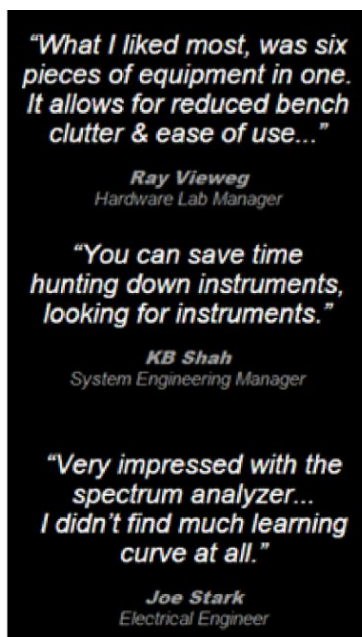 “What I liked most, was six
pieces of equipment in one.
It allows for reduced bench
clutter & ease of use...”
Ray Vieweg
Hardware Lab Manager
“You can save time
hunting down instruments,
looking for instruments.”
KB Shah
System Engineering Manager
“Very impressed with the
spectrum analyzer...
I didn’t find much learning
curve at all.”
Joe Stark
Electrical Engineer